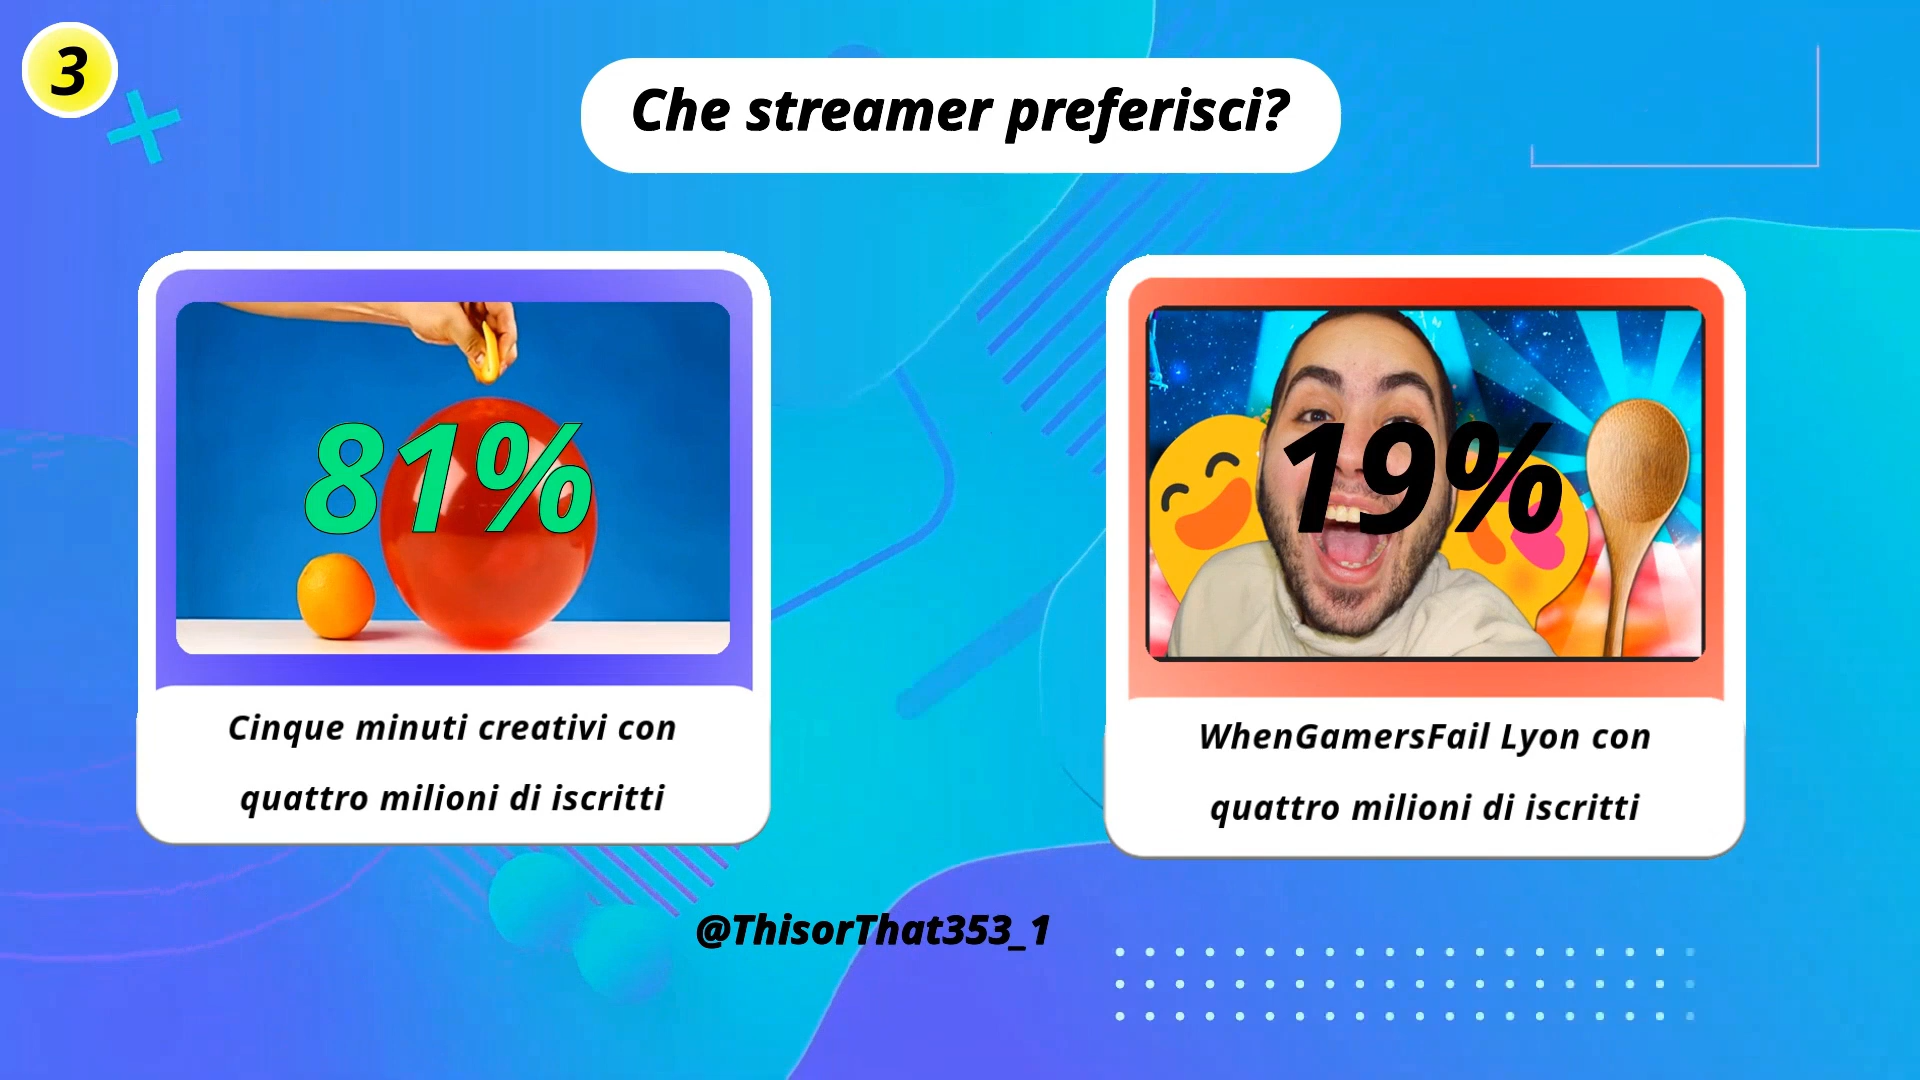 3
Che streamer preferisci?
81%
19%
Cinque minuti creativi con
quattro milioni di iscritti
WhenGamersFail Lyon con
quattro milioni di iscritti
@ThisorThat353_1